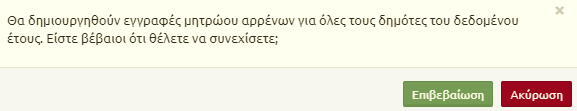 Θα δημιουργηθούν εγγραφές μητρώου αρρένων για όλες τους δημότες του δεδομένου
έτους. Είστε βέβαιοι ότι θέλετε να συνεχίσετε;
Επιβεβαίωση Ακύρωση